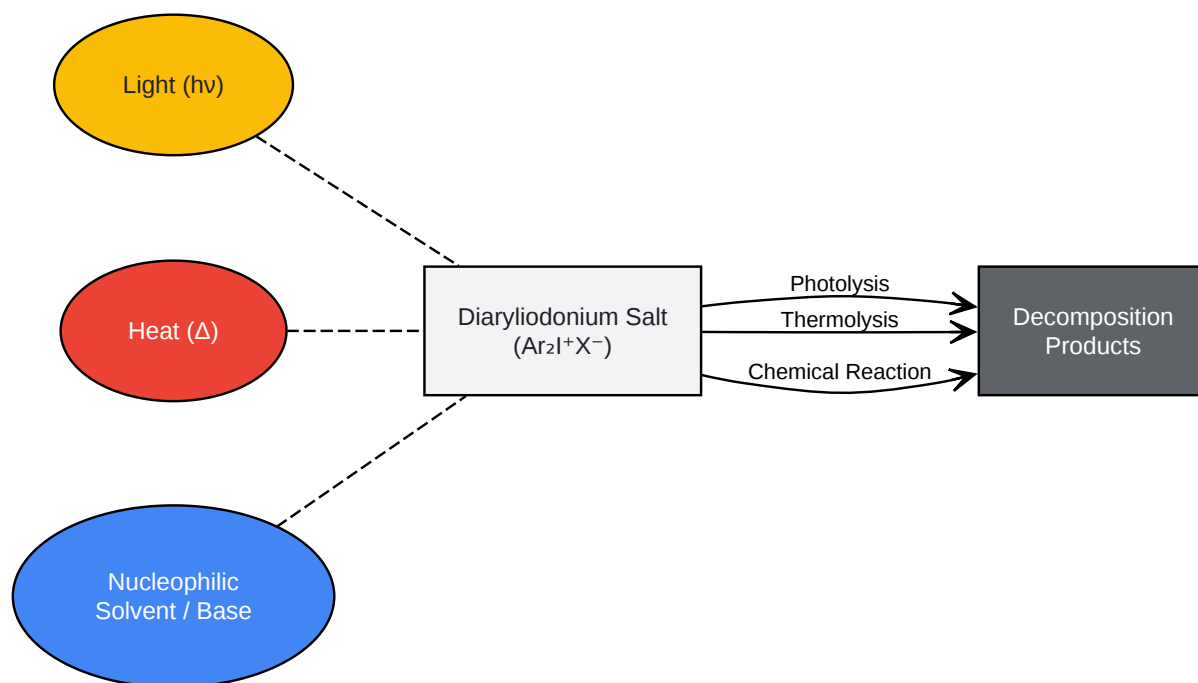 Light (hν)
Heat (Δ)
Nucleophilic
Solvent / Base
Diaryliodonium Salt
(Ar₂I⁺X⁻)
Photolysis
Thermolysis
Chemical Reaction
Decomposition
Products